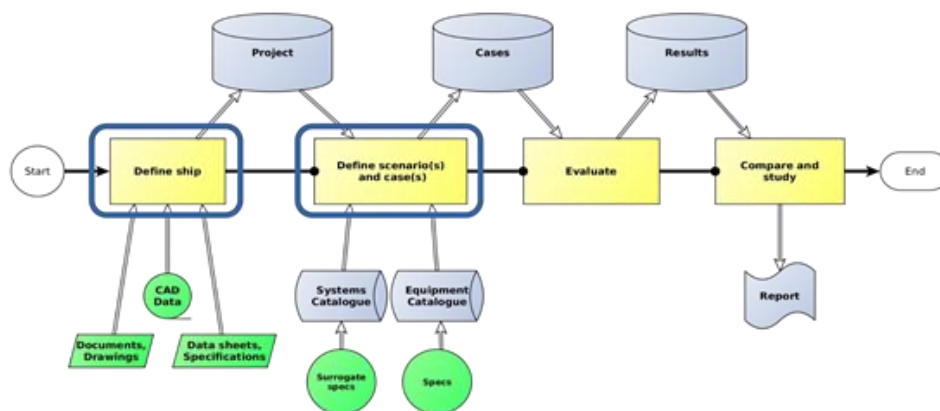 Project
Cases
Results
Start
Define ship
Define scenario(s)
and case(s)
Evaluate
Compare and
study
End
CAD
Data
Systems
Catalogue
Equipment
Catalogue
Report
Documents,
Drawings
Data sheets,
Specifications
Surrogate
specs
Specs